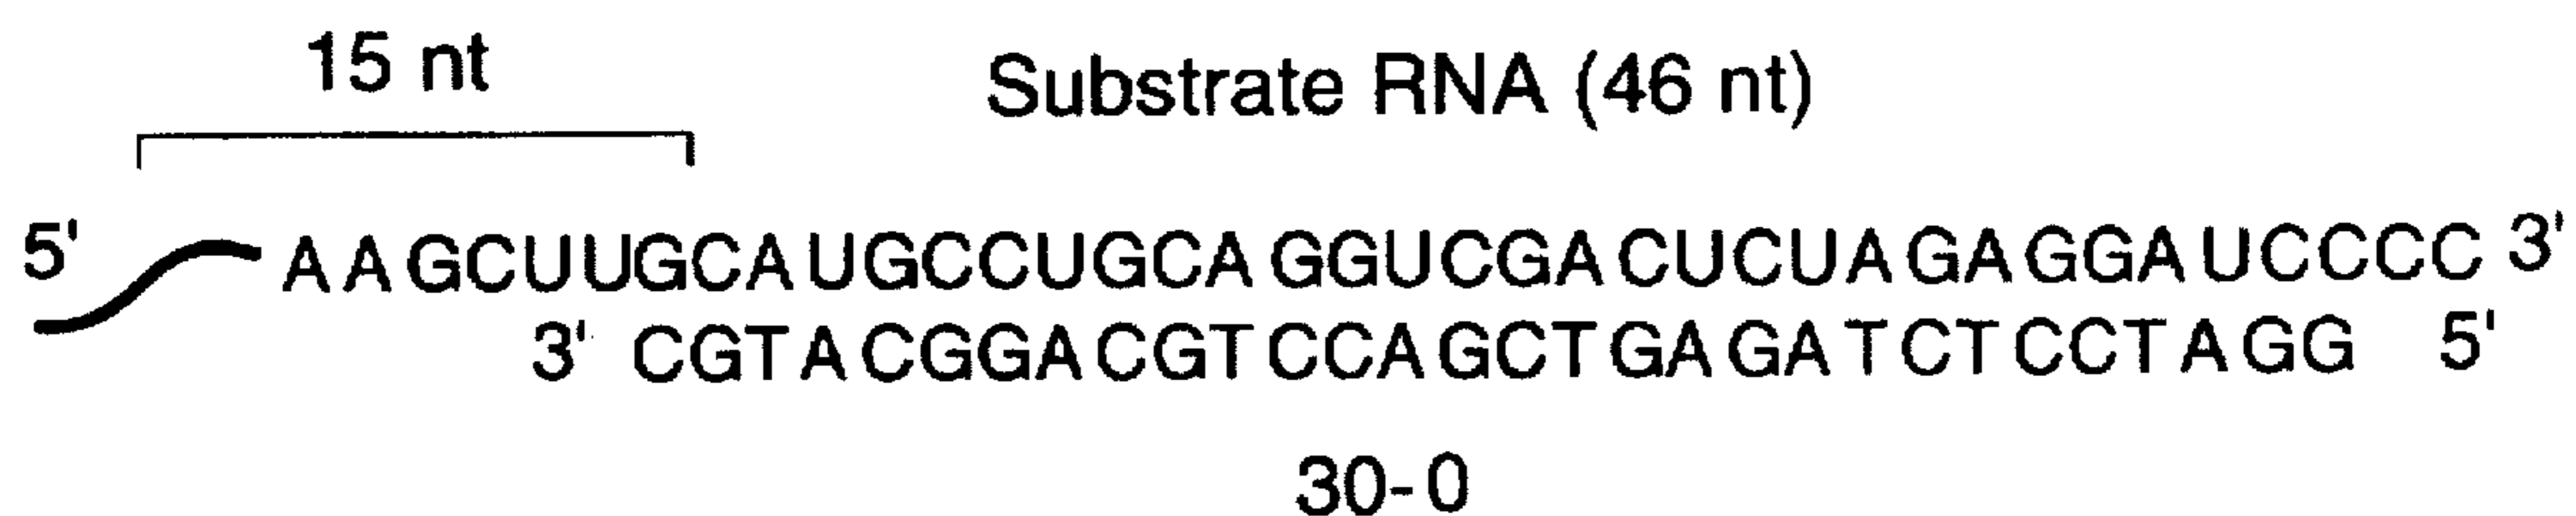 15 nt
Substrate RNA (46 nt)
5' AAGCUUGCAUGCCUGCAGGUCGACUCUAGAGGAUCCCC 3'
3' CGTACGGACGTCCAGCTGAGATCTCCTAGG 5'
30-0